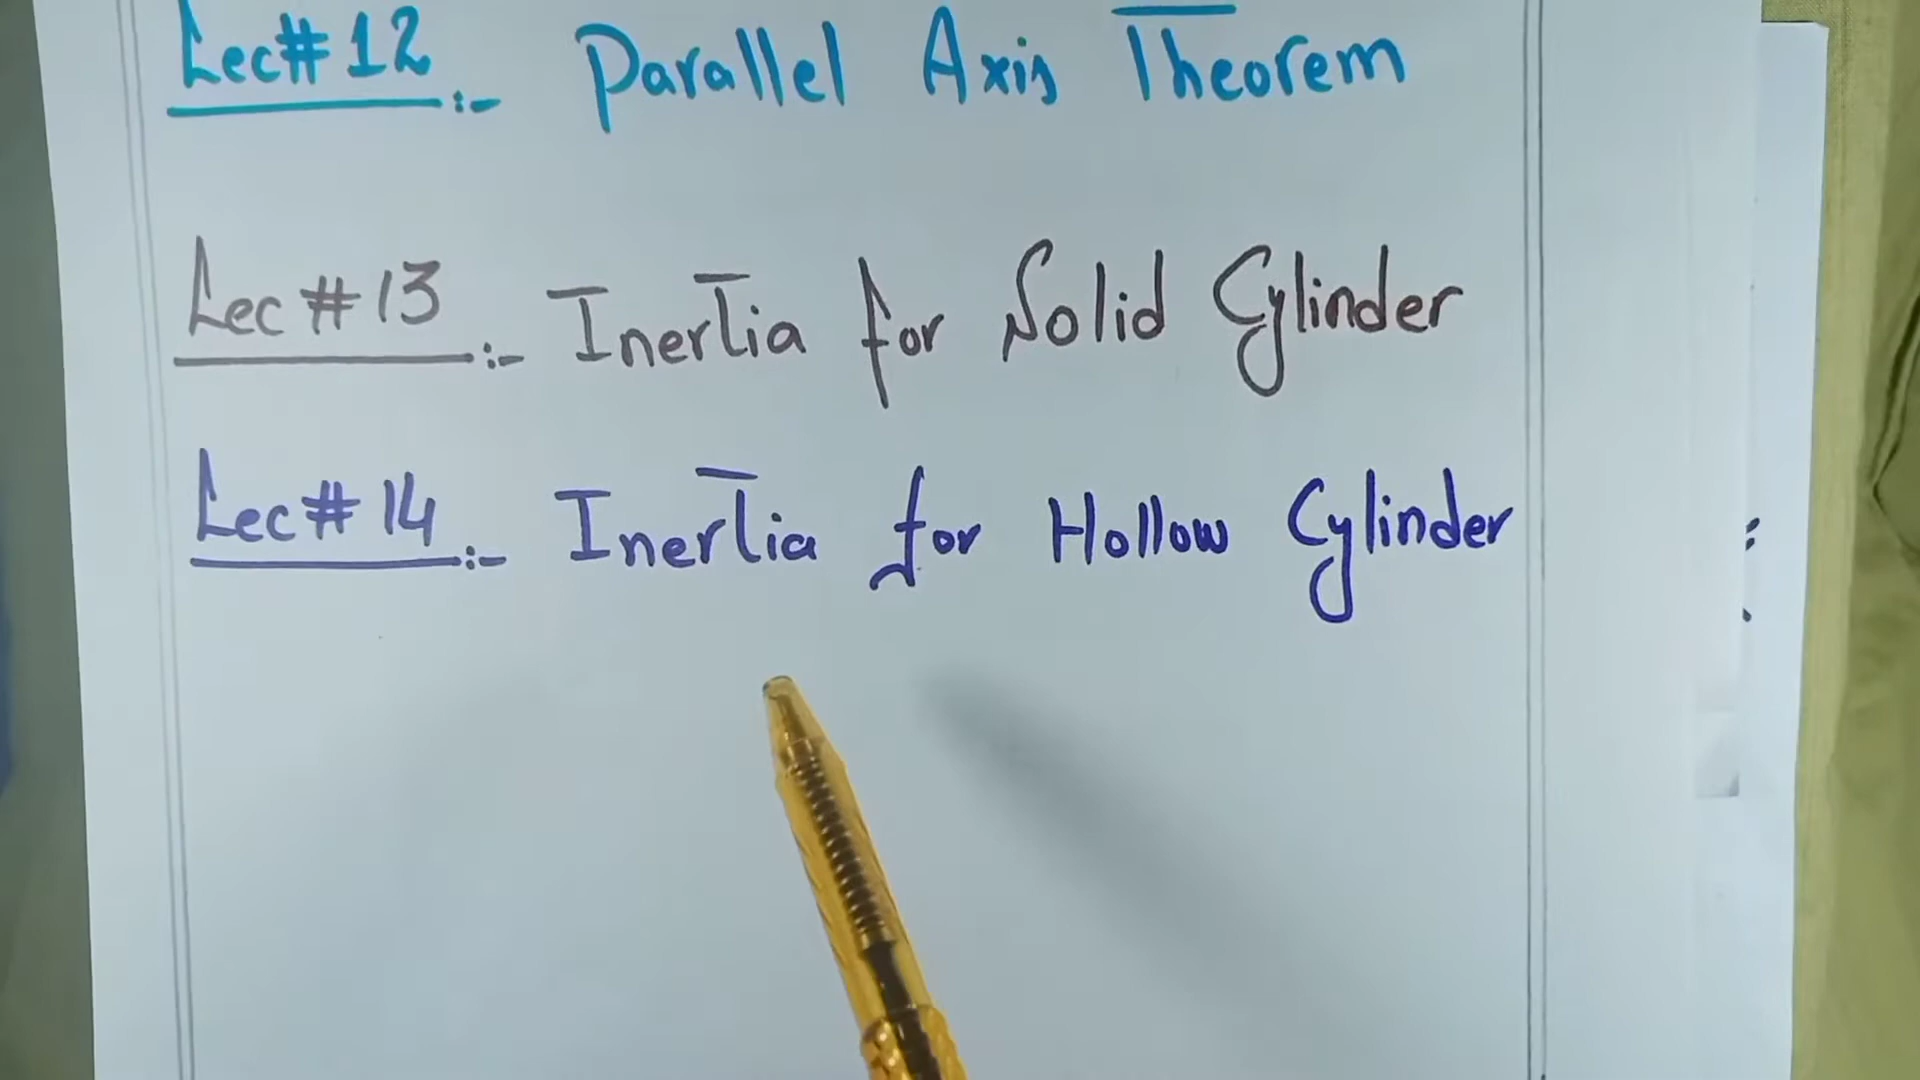 Lec# 12 :- Parallel Axis Theorem
Lec # 13 :- Inertia for Solid Cylinder
Lec # 14 :- Inertia for Hollow Cylinder